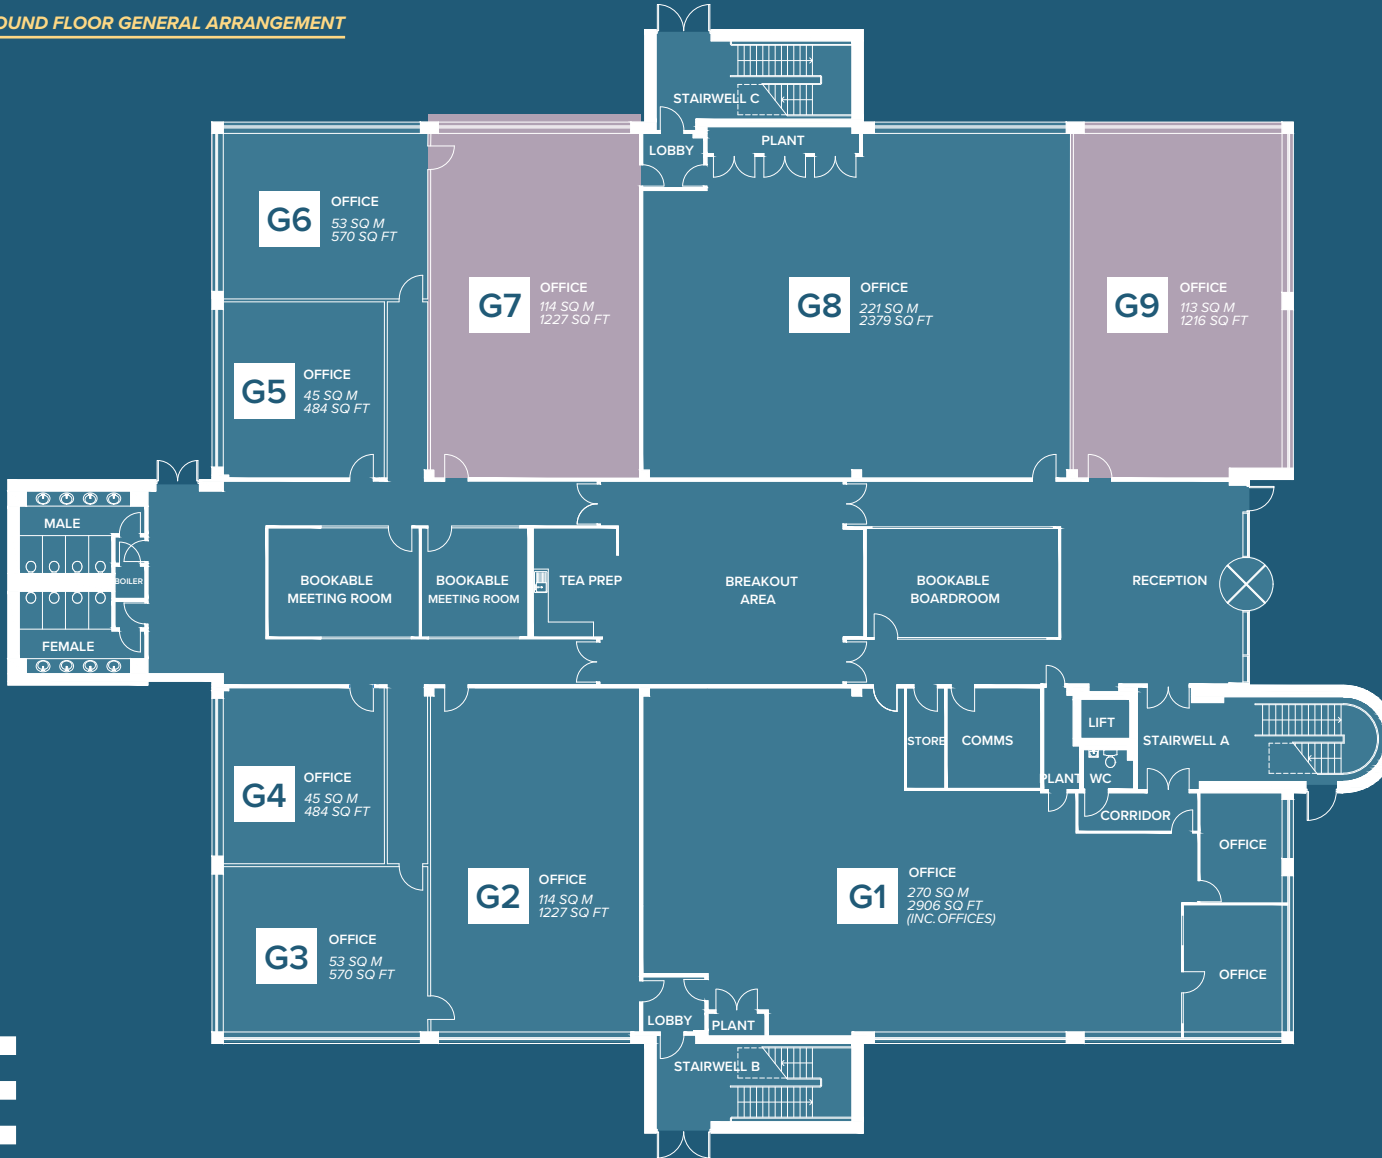 OUND FLOOR GENERAL ARRANGEMENT
STAIRWELL C
LOBBY
PLANT
G6
OFFICE
53 SQ M
570 SQ FT
G7
OFFICE
114 SQ M
1227 SQ FT
G8
OFFICE
221 SQ M
2379 SQ FT
G9
OFFICE
113 SQ M
1216 SQ FT
G5
OFFICE
45 SQ M
484 SQ FT
MALE
BOILER
FEMALE
BOOKABLE
MEETING ROOM
BOOKABLE
MEETING ROOM
TEA PREP
BREAKOUT
AREA
BOOKABLE
BOARDROOM
RECEPTION
STORE
COMMS
LIFT
STAIRWELL A
PLANT
WC
CORRIDOR
G4
OFFICE
45 SQ M
484 SQ FT
G3
OFFICE
53 SQ M
570 SQ FT
G2
OFFICE
114 SQ M
1227 SQ FT
G1
OFFICE
270 SQ M
2906 SQ FT
(INC.OFFICES)
OFFICE
OFFICE
LOBBY
PLANT
STAIRWELL B